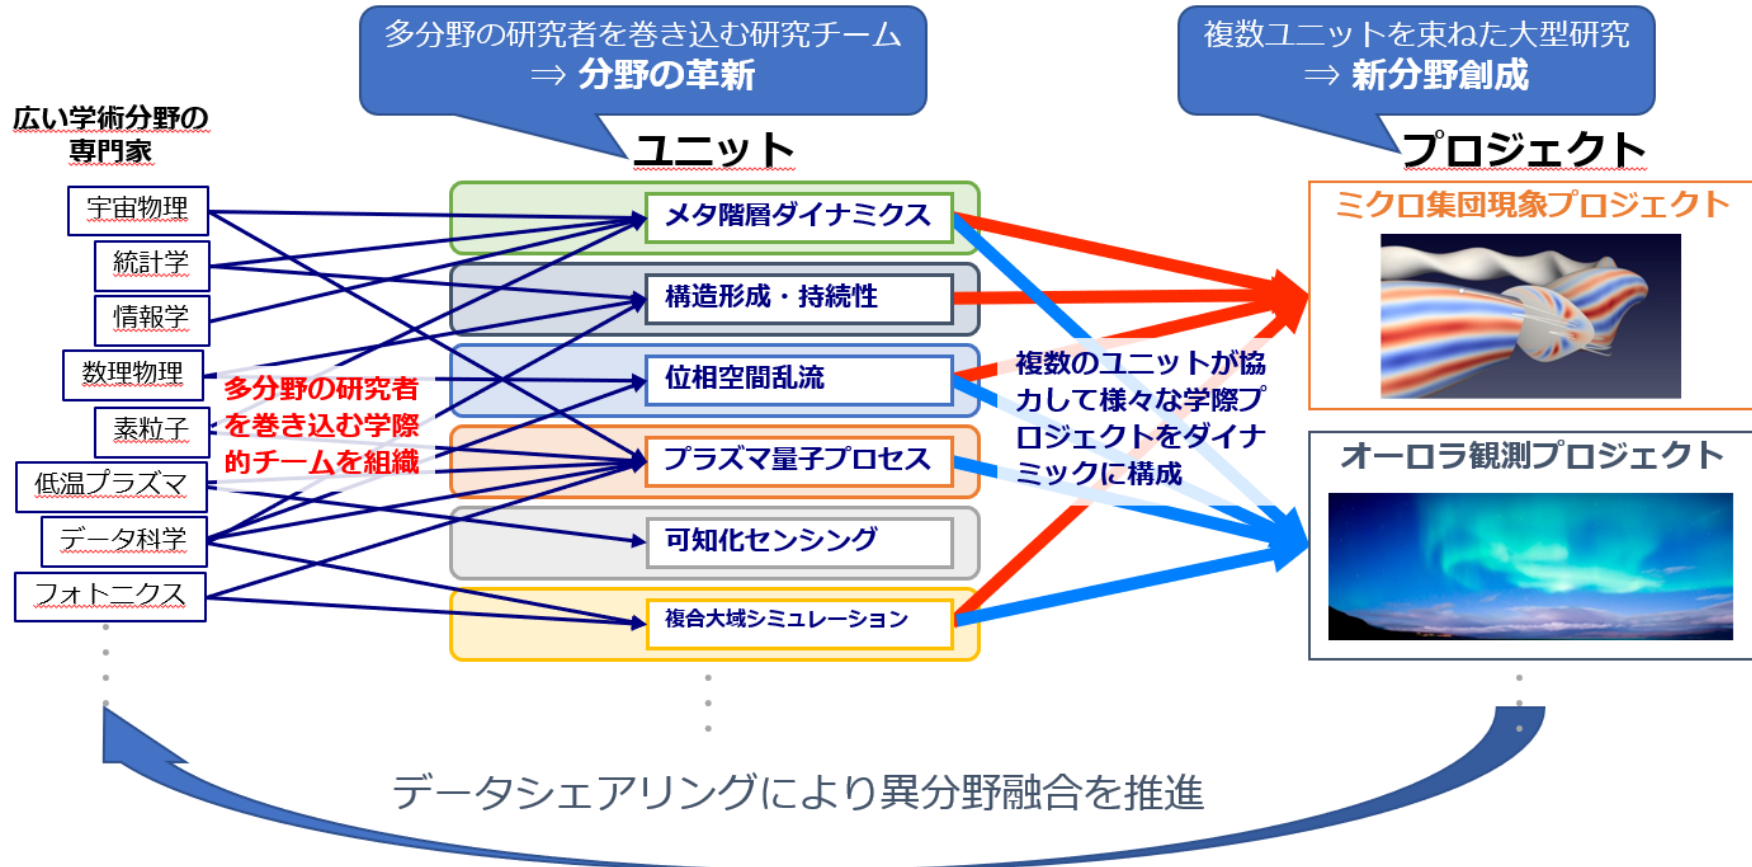 多分野の研究者を巻き込む研究チーム
⇒ 分野の革新
複数ユニットを束ねた大型研究
⇒ 新分野創成
広い学術分野の
専門家
ユニット
プロジェクト
宇宙物理
統計学
情報学
数理物理
素粒子
低温プラズマ
データ科学
フォトニクス
多分野の研究者
を巻き込む学際
的チームを組織
メタ階層ダイナミクス
構造形成・持続性
位相空間乱流
プラズマ量子プロセス
可知化センシング
複合大域シミュレーション
複数のユニットが協
力して様々な学際プ
ロジェクトをダイナ
ミックに構成
ミクロ集団現象プロジェクト
オーロラ観測プロジェクト
データシェアリングにより異分野融合を推進